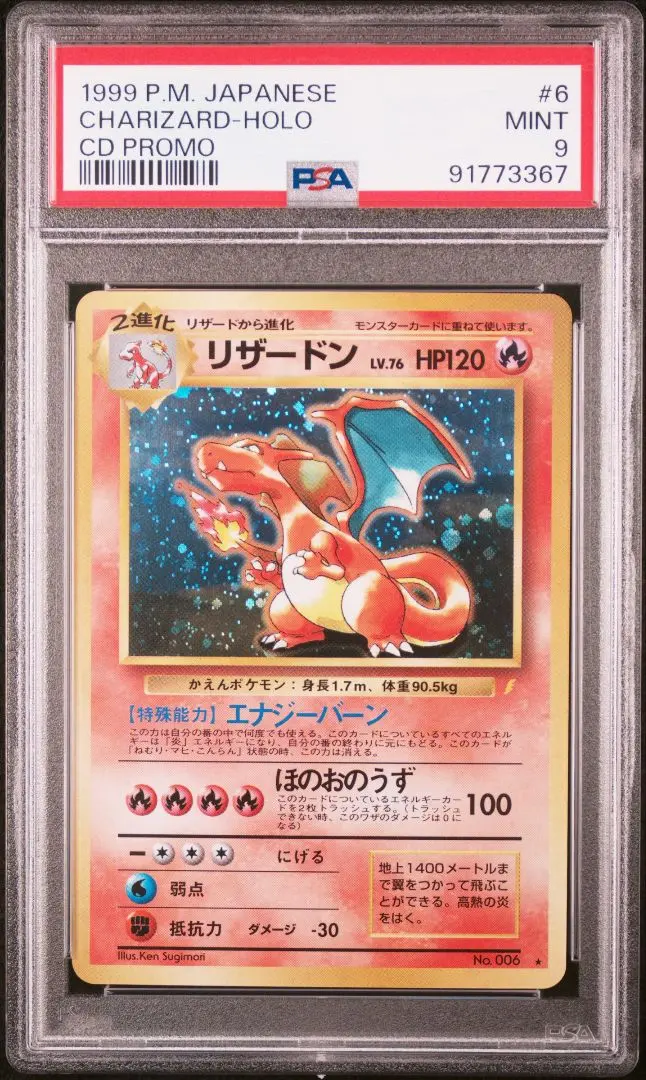 1999 P.M. JAPANESE #6
CHARIZARD-HOLO MINT
CD PROMO 9
PSA 91773367
2進化 リザードから進化 モンスターカードに重ねて使います。
リザードン LV.76 HP120
かえんポケモン：身長1.7m、体重90.5kg
【特殊能力】エナジーバーン
この力は自分の番の中で何度でも使える。このカードについているすべてのエネル
ギーは「炎」エネルギーになり、自分の番の終わりに元にもどる。このカードが
「ねむり・マヒ・こんらん」状態の時、この力は消える。
ほのおのうず
このカードについているエネルギーカー
ドを2枚トラッシュする。（トラッシュ
できない時、このワザのダメージは0に
なる）
100
ー にげる
弱点
抵抗力 ダメージ -30
地上1400メートルま
で翼をつかって飛ぶこ
とができる。高熱の炎
をはく。
Illus.Ken Sugimori No. 006 ★
PSA